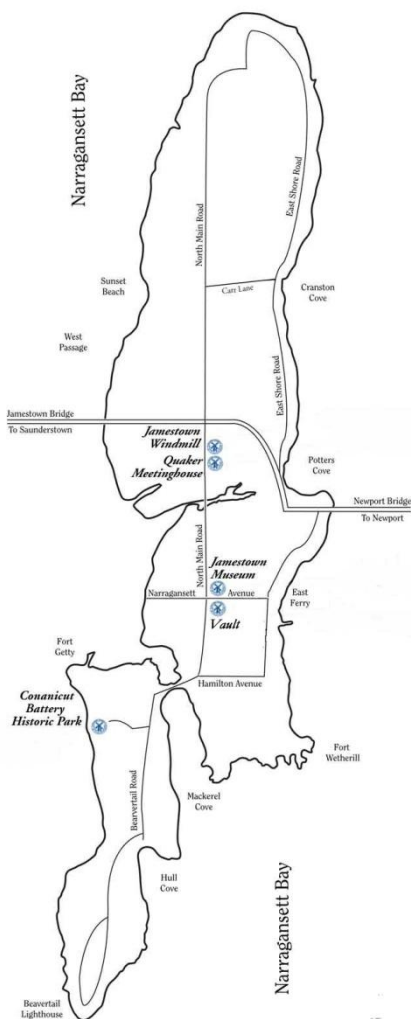 Narragansett Bay
East Shore Road
North Main Road
Sunset
Beach
Carr Lane
Cranston
Cove
West
Passage
East Shore Road
Jamestown Bridge
To Saunderstown
Jamestown
Windmill
Quaker
Meetinghouse
Potters
Cove
Newport Bridge
To Newport
North Main Road
Jamestown
Museum
Narragansett Avenue
East
Ferry
Vault
Fort
Getty
Hamilton Avenue
Conanicut
Battery
Historic Park
Fort
Wetherill
Bearvertail Road
Mackerel
Cove
Hull
Cove
Narragansett Bay
Beavertail
Lighthouse